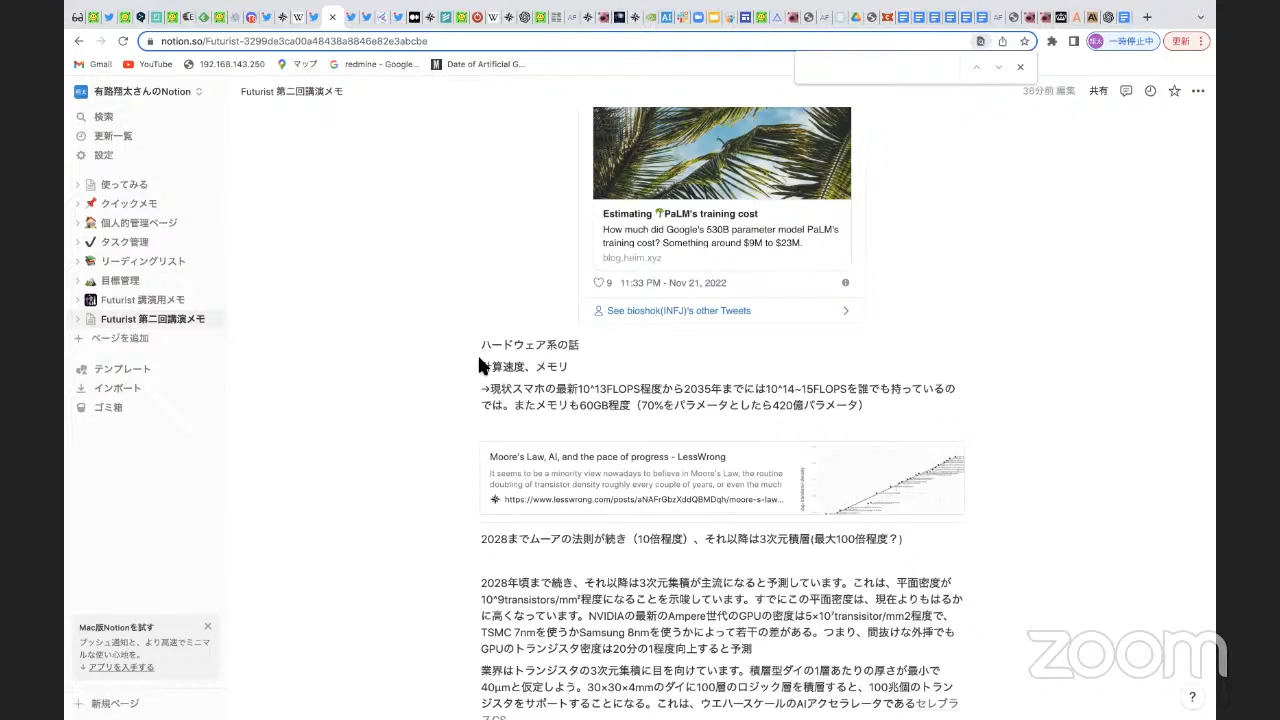 notion.so/Futurist-3299de3ca00a48438a8846e82e3abcbe
一時停止中
更新
Gmail
YouTube
192.168.143.250
マップ
redmine - Google...
Date of Artificial G...
有路翔太さんのNotion
Futurist 第二回講演メモ
36分前 編集
共有
検索
更新一覧
設定
使ってみる
クイックメモ
個人的管理ページ
タスク管理
リーディングリスト
目標管理
Futurist 講演用メモ
Futurist 第二回講演メモ
ページを追加
テンプレート
インポート
ゴミ箱
Estimating 🌴PaLM's training cost
How much did Google's 530B parameter model PaLM's
training cost? Something around $9M to $23M.
blog.heim.xyz
9 11:33 PM - Nov 21, 2022
See bioshok(INFJ)'s other Tweets
ハードウェア系の話
算速度、メモリ
→現状スマホの最新10^13FLOPS程度から2035年までには10^14~15FLOPSを誰でも持っているの
では。またメモリも60GB程度（70%をパラメータとしたら420億パラメータ）
Moore's Law, AI, and the pace of progress - LessWrong
It seems to be a minority view nowadays to believe in Moore's Law, the routine
doubling of transistor density roughly every couple of years, or even the much
https://www.lesswrong.com/posts/aNAFrGbzXddQBMDqh/moore-s-law...
2028までムーアの法則が続き（10倍程度）、それ以降は3次元積層(最大100倍程度？)
2028年頃まで続き、それ以降は3次元集積が主流になると予測しています。これは、平面密度が
10^9transistors/mm²程度になることを示唆しています。すでにこの平面密度は、現在よりもはるか
に高くなっています。NVIDIAの最新のAmpere世代のGPUの密度は5×10⁷transisitor/mm2程度で、
TSMC 7nmを使うかSamsung 8nmを使うかによって若干の差がある。つまり、間抜けな外挿でも
GPUのトランジスタ密度は20分の1程度向上すると予測
業界はトランジスタの3次元集積に目を向けています。積層型ダイの1層あたりの厚さが最小で
40μmと仮定しよう。30×30×4mmのダイに100層のロジック層を積層すると、100兆個のトラン
ジスタをサポートすることになる。これは、ウエハースケールのAIアクセラレータであるセレブラ
Mac版Notionを試す
プッシュ通知と、より高速でミニマ
ルな使い心地を。
↓ アプリを入手する
新規ページ
zoom
?